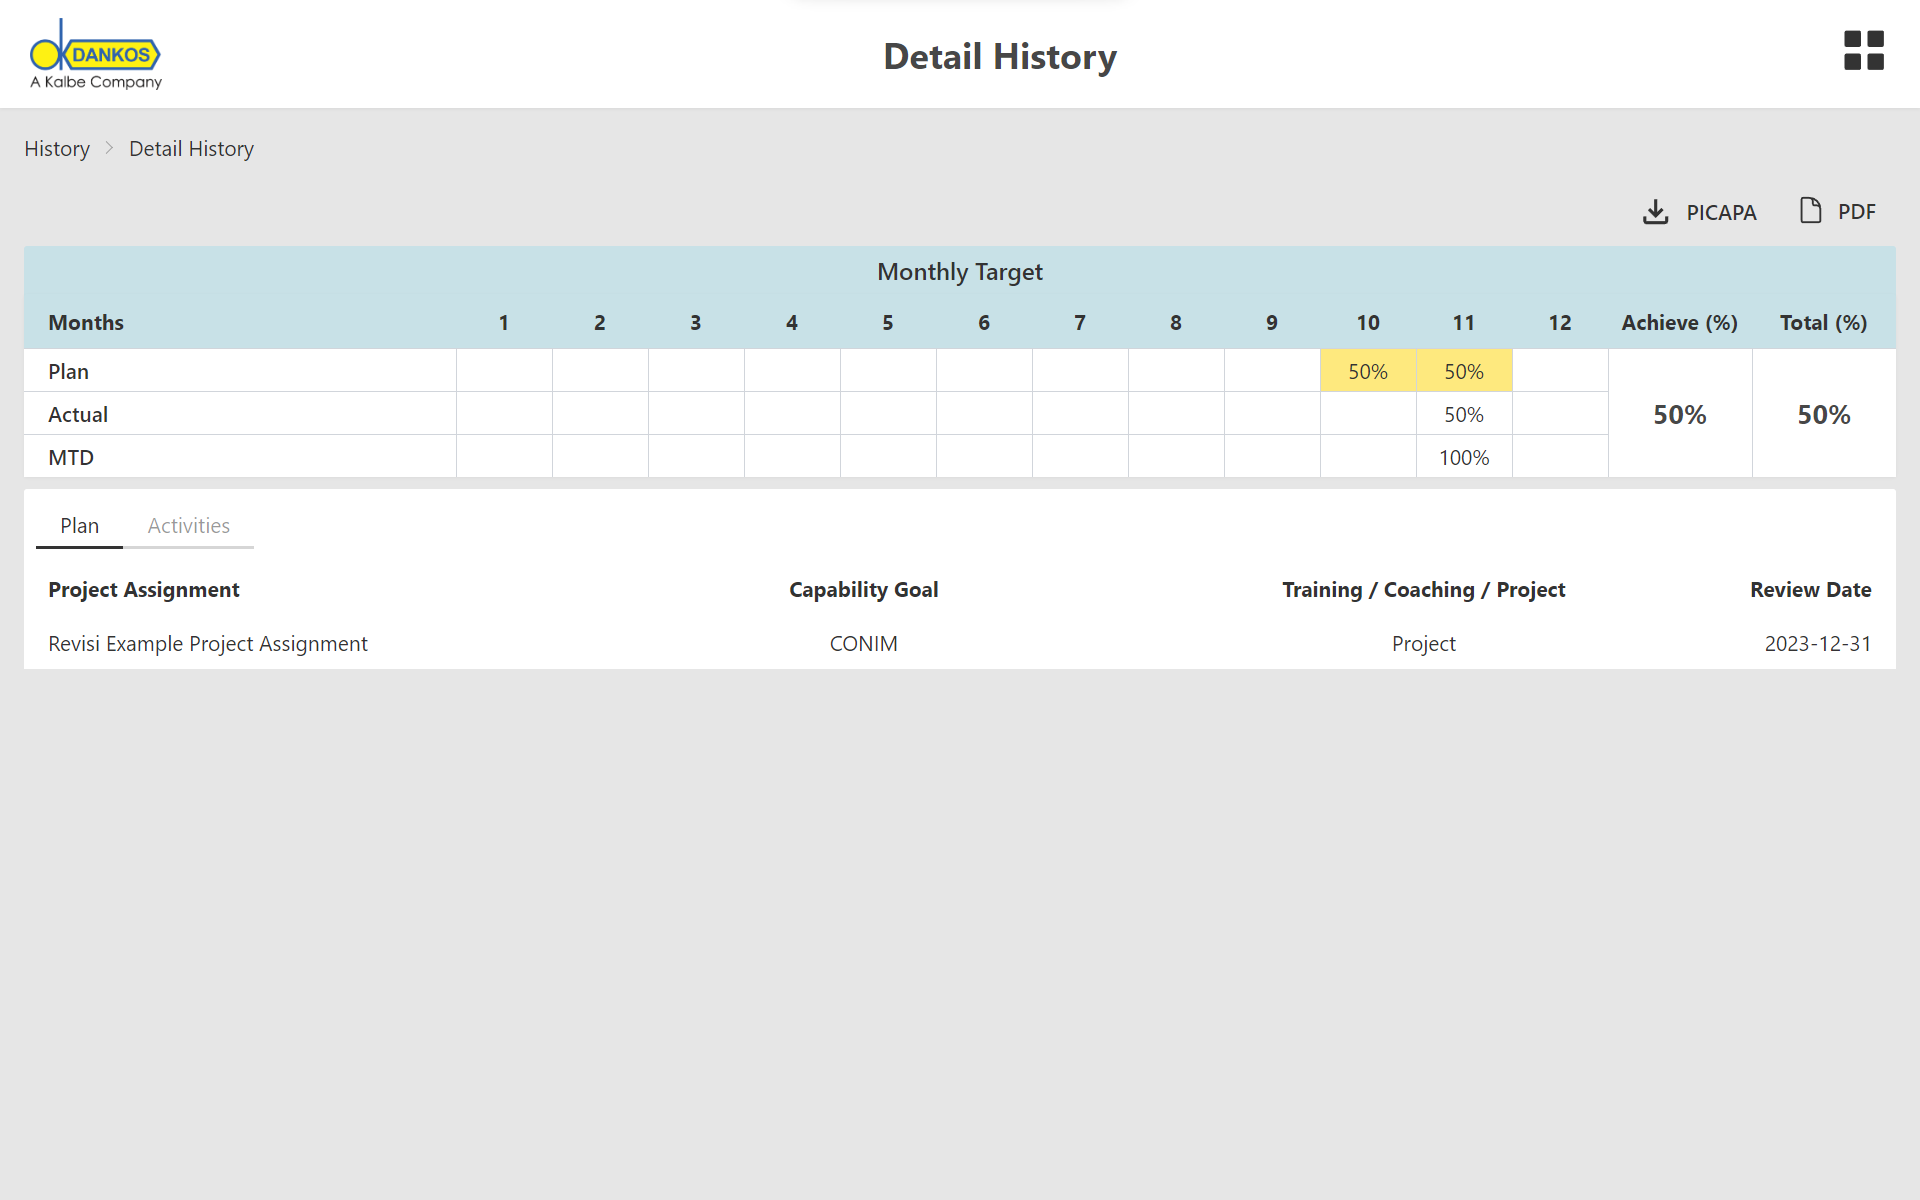 dk DANKOS
A Kalbe Company
Detail History
History > Detail History
PICAPA PDF
Monthly Target
Months 1 2 3 4 5 6 7 8 9 10 11 12 Achieve (%) Total (%)
Plan 50% 50%
Actual 50% 50% 50%
MTD 100%
Plan Activities
Project Assignment Capability Goal Training / Coaching / Project Review Date
Revisi Example Project Assignment CONIM Project 2023-12-31